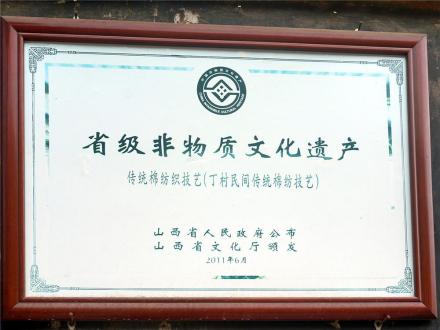 省级非物质文化遗产
传统棉纺织技艺(丁村民间传统棉纺技艺)
山西省人民政府公布
山西省文化厅颁发
2011年6月